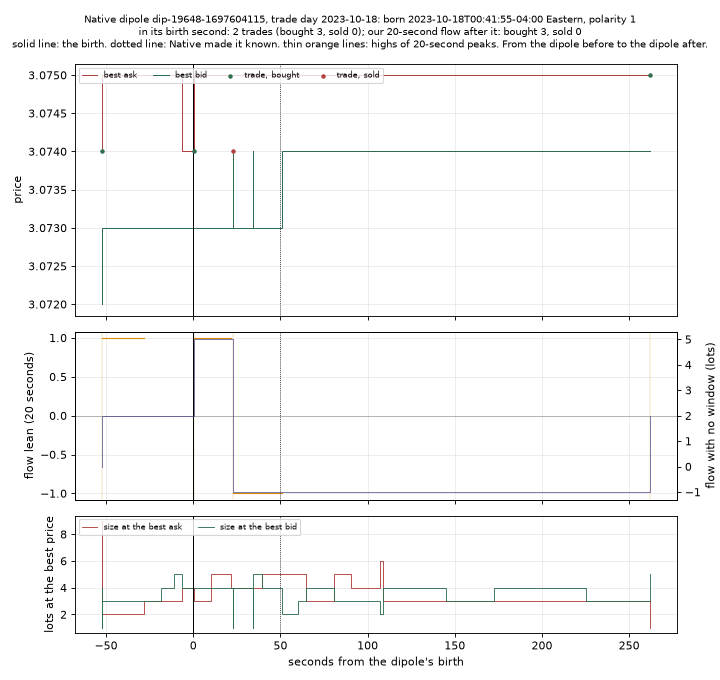 Native dipole dip-19648-1697604115, trade day 2023-10-18: born 2023-10-18T00:41:55-04:00 Eastern, polarity 1
in its birth second: 2 trades (bought 3, sold 0); our 20-second flow after it: bought 3, sold 0
solid line: the birth. dotted line: Native made it known. thin orange lines: highs of 20-second peaks. From the dipole before to the dipole after.
best ask best bid trade, bought trade, sold
3.0750
3.0745
3.0740
3.0735
3.0730
3.0725
3.0720
price
1.0
0.5
0.0
−0.5
−1.0
flow lean (20 seconds)
5
4
3
2
1
0
−1
flow with no window (lots)
size at the best ask size at the best bid
8
6
4
2
lots at the best price
−50 0 50 100 150 200 250
seconds from the dipole's birth